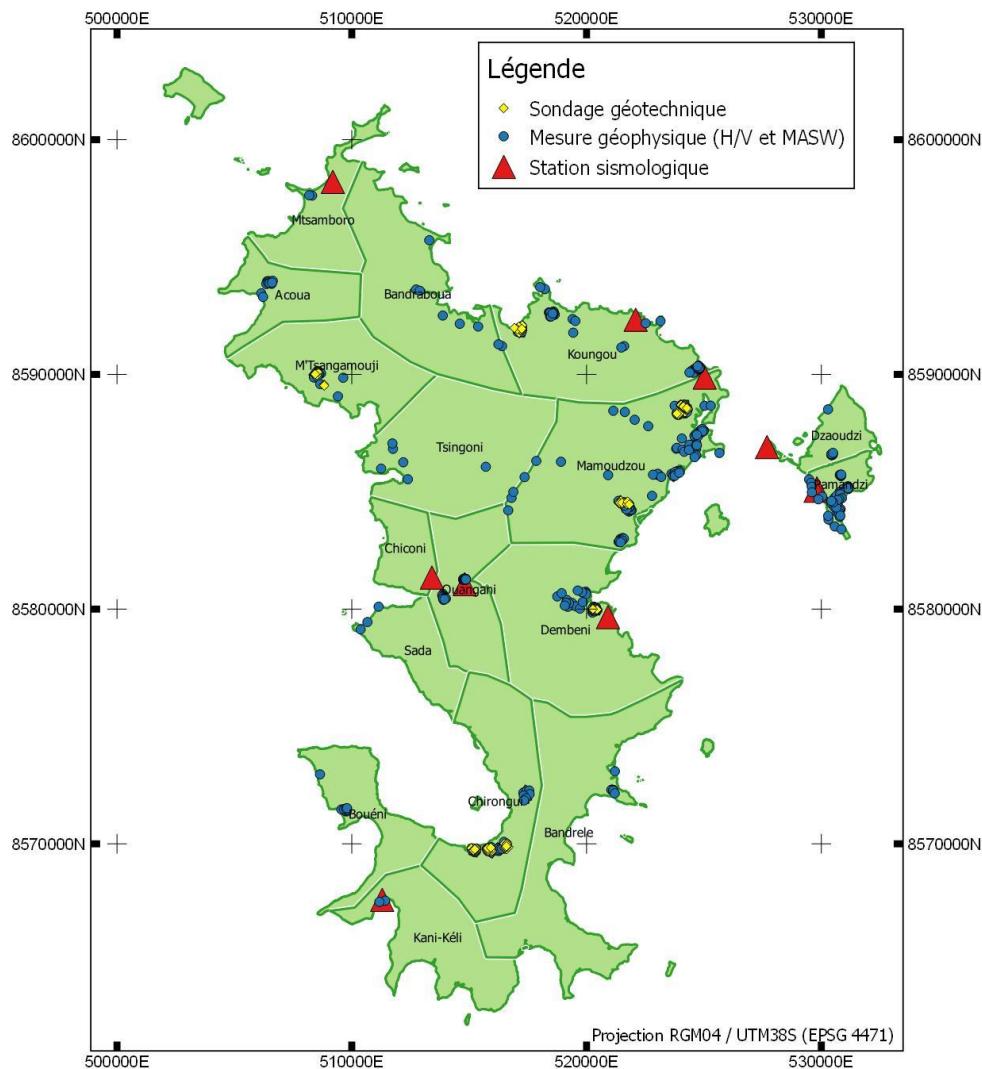 500000E
510000E
520000E
530000E
Légende
Sondage géotechnique
Mesure géophysique (H/V et MASW)
Station sismologique
8600000N
8600000N
Mtsamboro
Acoua
Bandraboua
Koungou
8590000N
M'Tsangamouji
8590000N
Tsingoni
Mamoudzou
Dzaoudzi
Pamandzi
Chiconi
Ouangani
8580000N
8580000N
Dembeni
Sada
Chirongui
Bouéni
Bandrele
8570000N
8570000N
Kani-Kéli
Projection RGM04 / UTM38S (EPSG 4471)
500000E
510000E
520000E
530000E